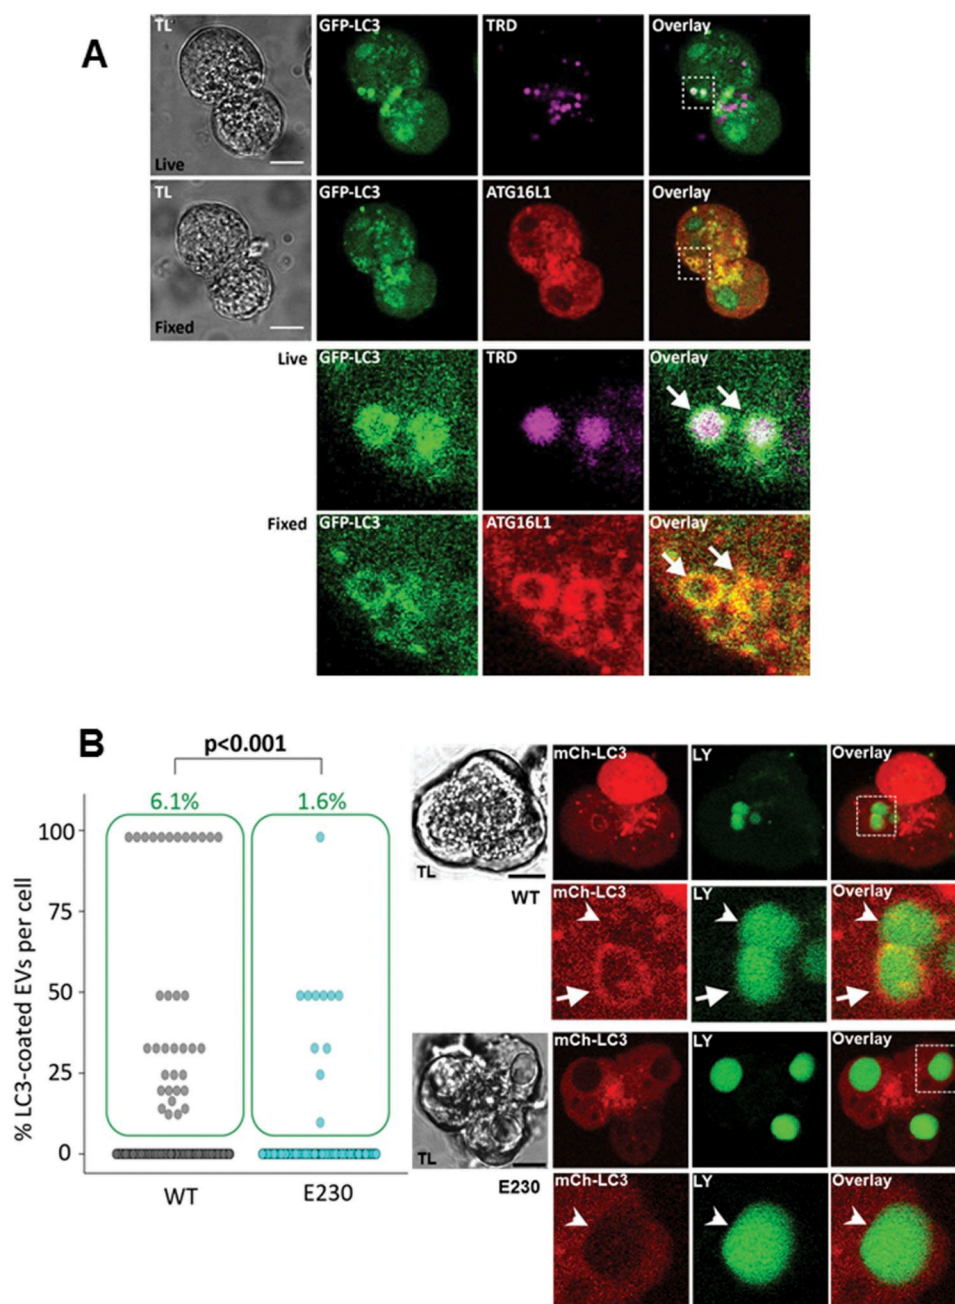 A
TL GFP-LC3 TRD Overlay
Live
TL GFP-LC3 ATG16L1 Overlay
Fixed
Live GFP-LC3 TRD Overlay
Fixed GFP-LC3 ATG16L1 Overlay
B
p<0.001
6.1% 1.6%
% LC3-coated EVs per cell
100
75
50
25
0
WT E230
mCh-LC3 LY Overlay
TL
WT
mCh-LC3 LY Overlay
mCh-LC3 LY Overlay
TL
E230
mCh-LC3 LY Overlay